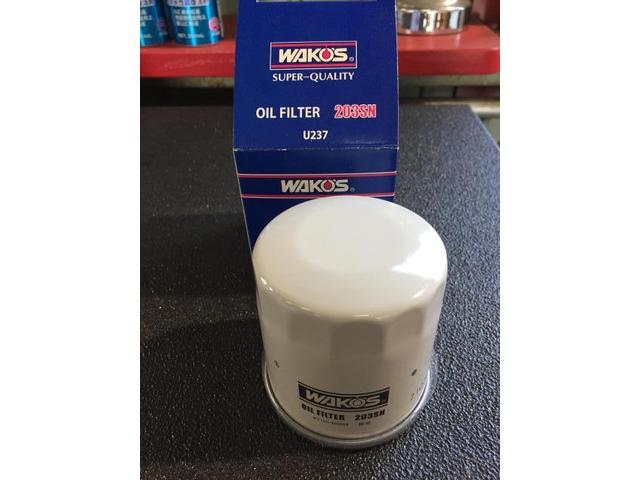 WAKO'S®
SUPER-QUALITY
OIL FILTER 203SN
U237
WAKO'S®
WAKO'S®
OIL FILTER 203SN